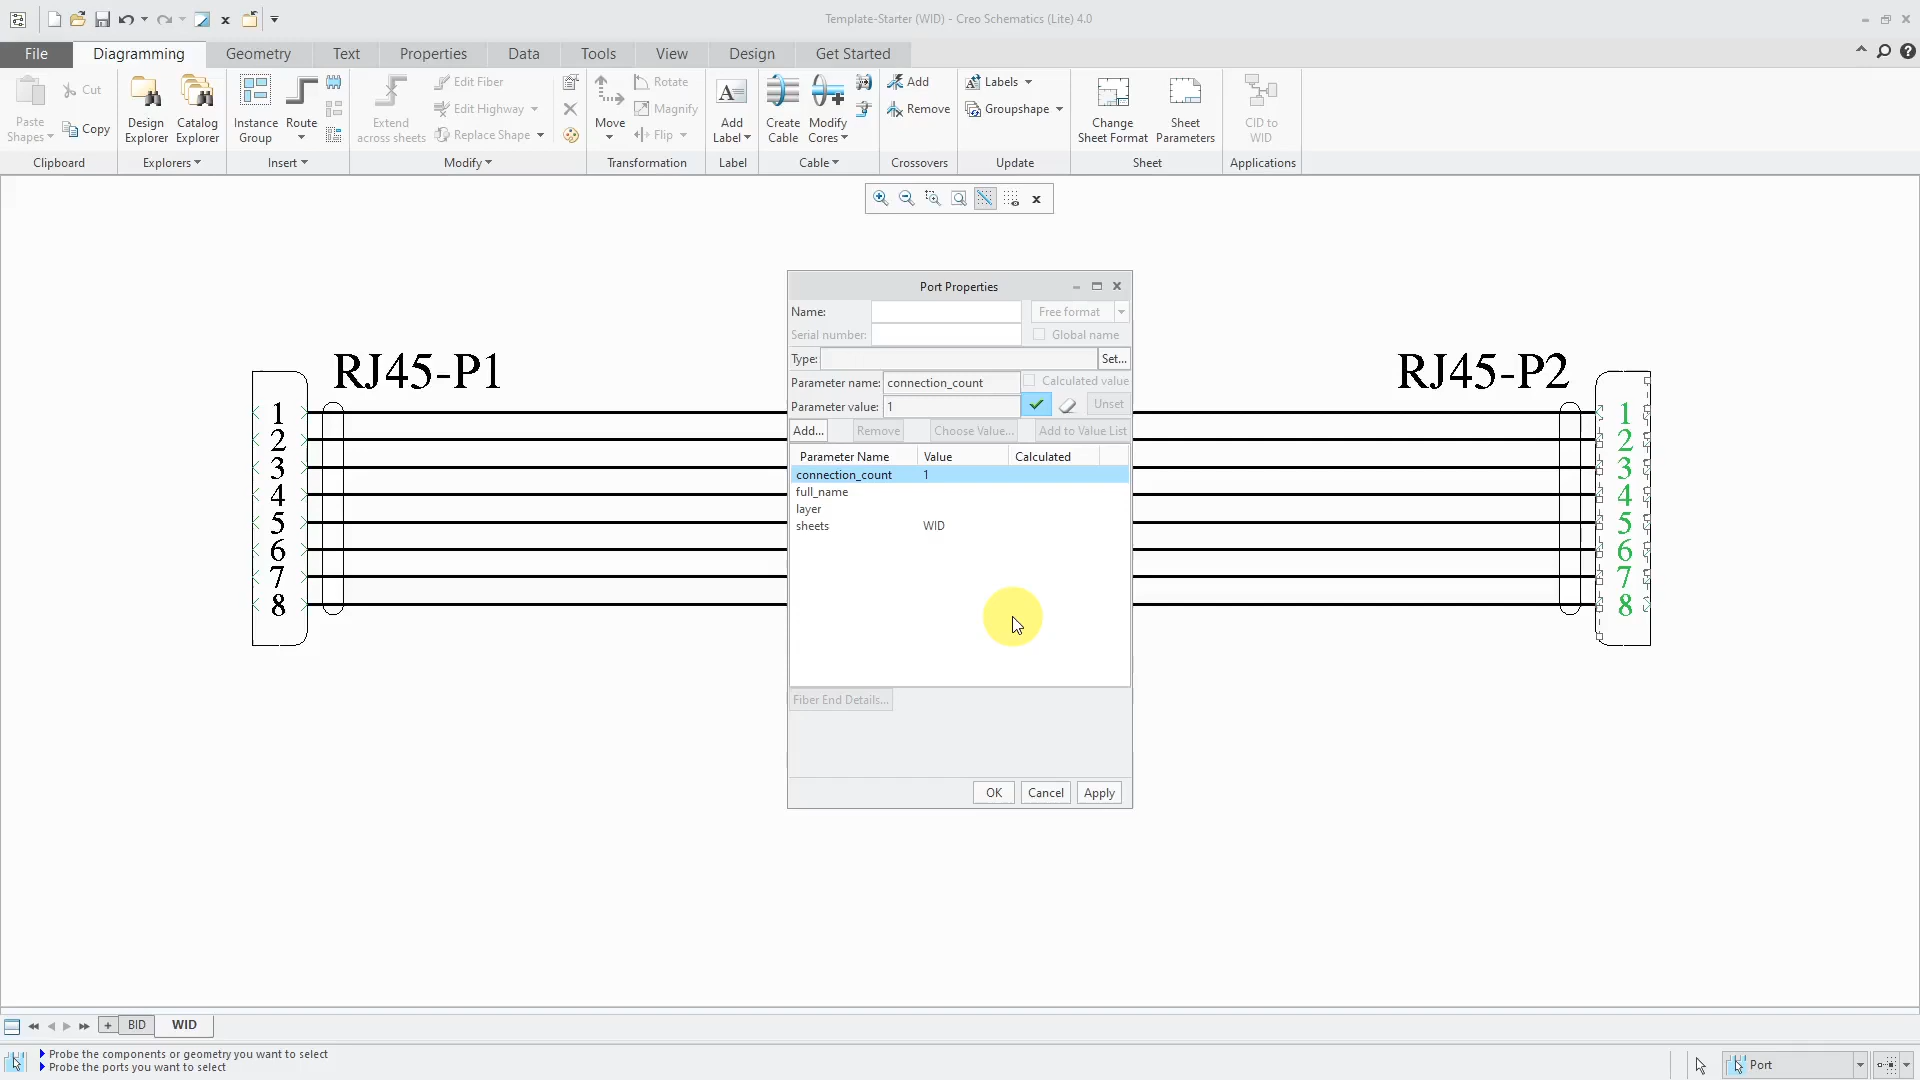 Template-Starter (WID) - Creo Schematics (Lite) 4.0
File Diagramming Geometry Text Properties Data Tools View Design Get Started
Paste Shapes
Cut
Copy
Clipboard
Design Explorer
Catalog Explorer
Explorers
Instance Group
Route
Insert
Extend across sheets
Edit Fiber
Edit Highway
Replace Shape
Modify
Move
Rotate
Magnify
Flip
Transformation
Add Label
Label
Create Cable
Modify Cores
Cable
Add
Remove
Crossovers
Labels
Groupshape
Update
Change Sheet Format
Sheet Parameters
Sheet
CID to WID
Applications
RJ45-P1
1
2
3
4
5
6
7
8
Port Properties
Name:
Free format
Serial number:
Global name
Type:
Set...
Parameter name: connection_count
Calculated value
Parameter value: 1
Unset
Add... Remove Choose Value... Add to Value List
Parameter Name Value Calculated
connection_count 1
full_name
layer
sheets WID
Fiber End Details...
OK Cancel Apply
RJ45-P2
1
2
3
4
5
6
7
8
BID WID
Probe the components or geometry you want to select
Probe the ports you want to select
Port